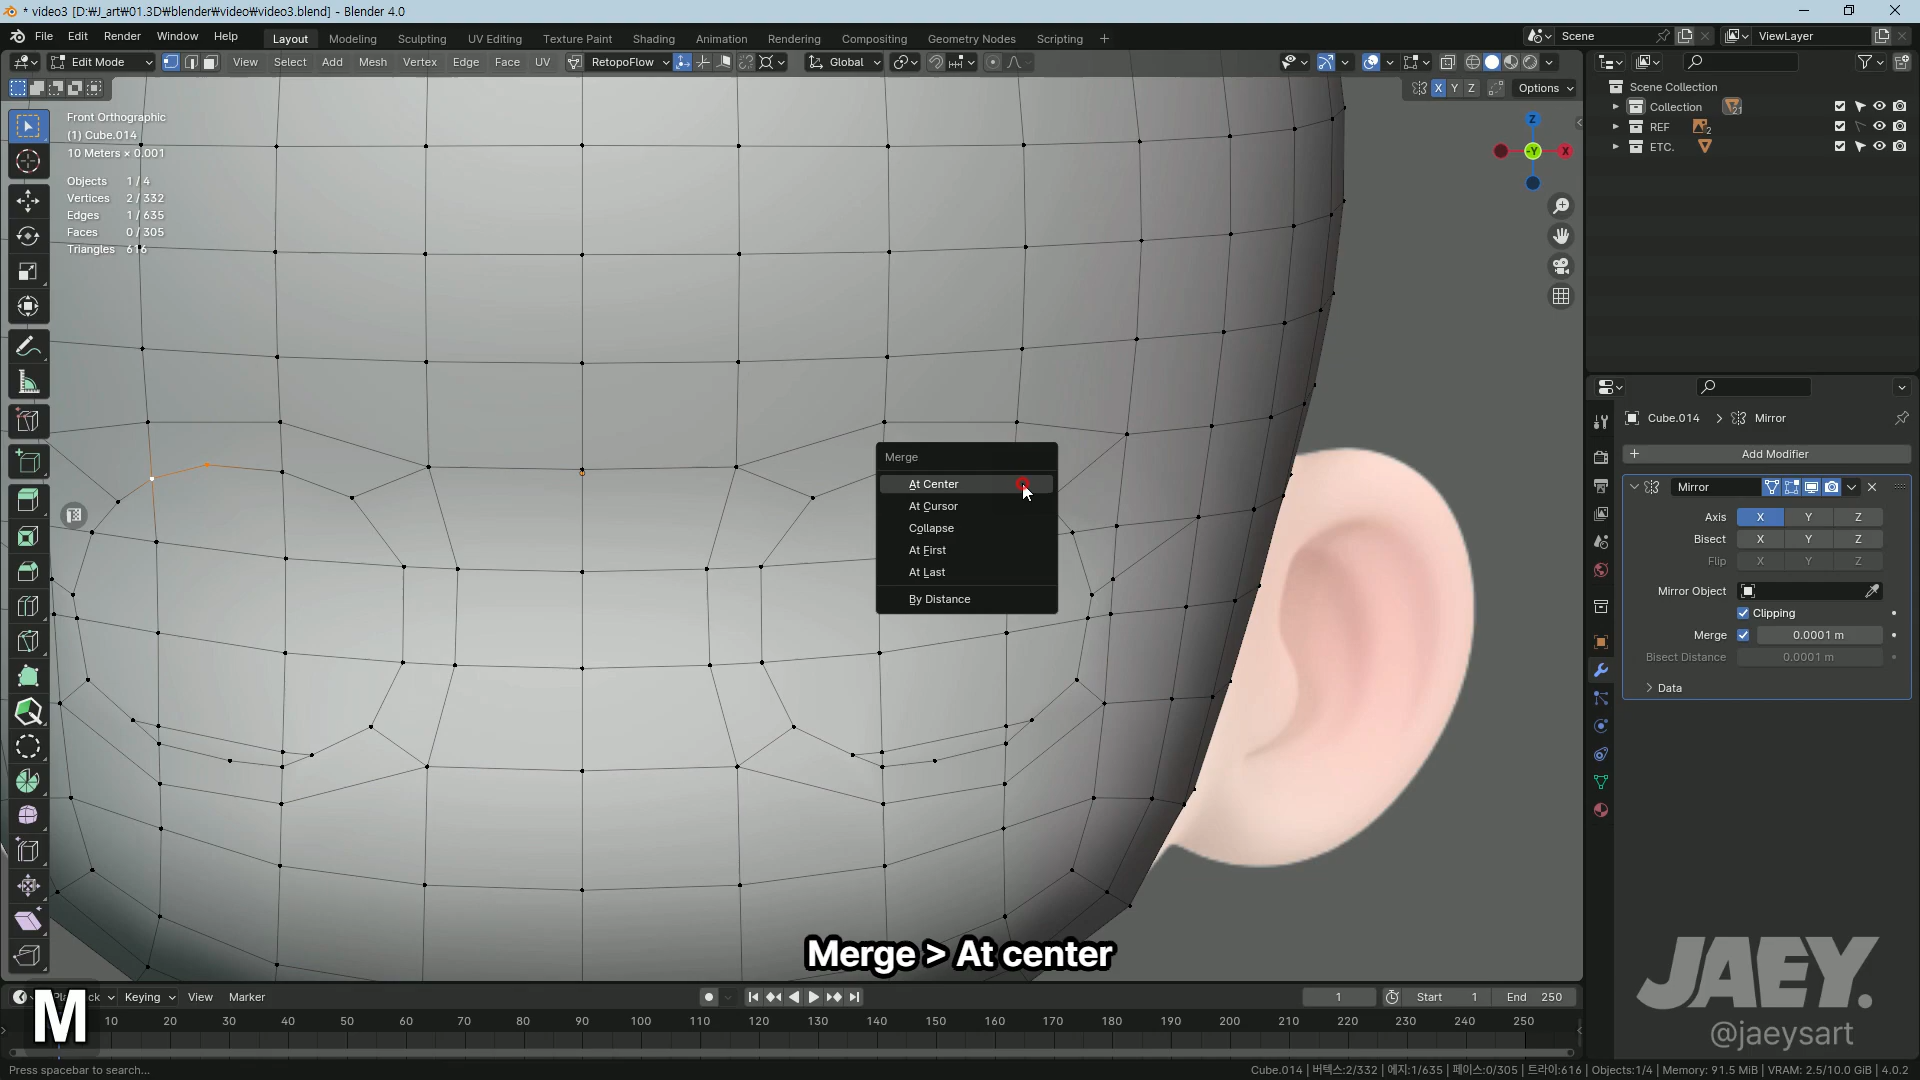 * video3 [D:₩J_art₩01.3D₩blender₩video₩video3.blend] - Blender 4.0
File Edit Render Window Help Layout Modeling Sculpting UV Editing Texture Paint Shading Animation Rendering Compositing Geometry Nodes Scripting + Scene ViewLayer
Edit Mode View Select Add Mesh Vertex Edge Face UV RetopoFlow Global
X Y Z Options
Front Orthographic
(1) Cube.014
10 Meters × 0.001
Objects 1 / 4
Vertices 2 / 332
Edges 1 / 635
Faces 0 / 305
Triangles 616
Z
-Y X
Merge
At Center
At Cursor
Collapse
At First
At Last
By Distance
Scene Collection
Collection 21
REF 2
ETC.
Cube.014 > Mirror
+ Add Modifier
Mirror
Axis X Y Z
Bisect X Y Z
Flip X Y Z
Mirror Object
Clipping
Merge 0.0001 m
Bisect Distance 0.0001 m
Data
Merge > At center
JAEY.
@jaeysart
M
Keying View Marker 1 Start 1 End 250
10 20 30 40 50 60 70 80 90 100 110 120 130 140 150 160 170 180 190 200 210 220 230 240 250
Press spacebar to search...
Cube.014 | 버텍스:2/332 | 에지:1/635 | 페이스:0/305 | 트라이:616 | Objects:1/4 | Memory: 91.5 MiB | VRAM: 2.5/10.0 GiB | 4.0.2